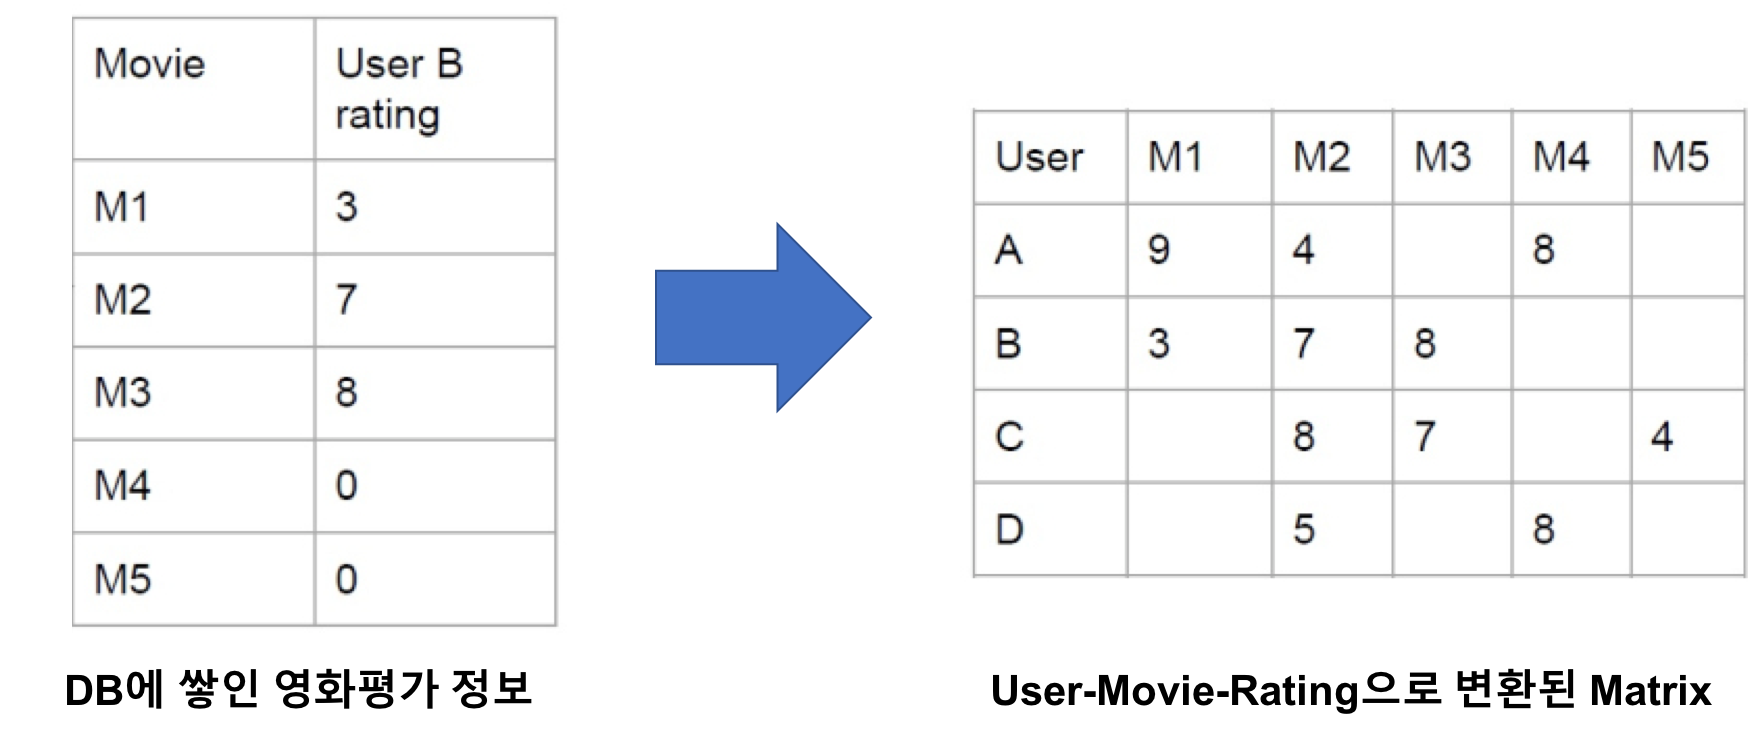 Movie User B rating
M1 3
M2 7
M3 8
M4 0
M5 0
DB에 쌓인 영화평가 정보
User M1 M2 M3 M4 M5
A 9 4 8
B 3 7 8
C 8 7 4
D 5 8
User-Movie-Rating으로 변환된 Matrix